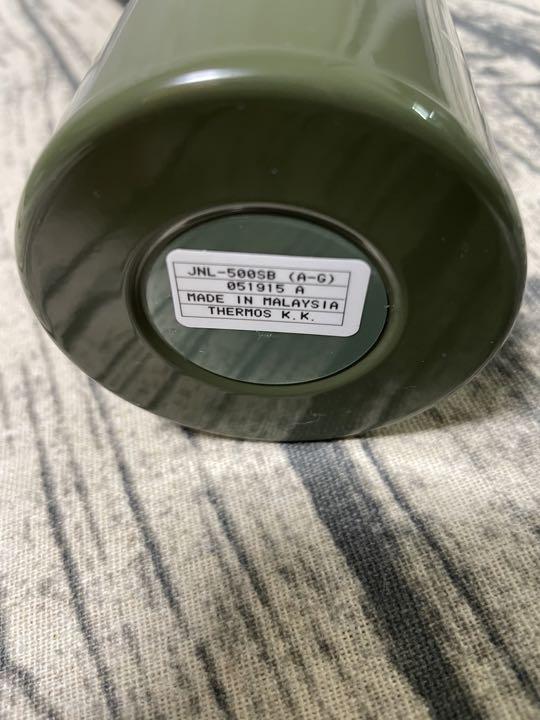 JNL-500SB (A-G)
051915 A
MADE IN MALAYSIA
THERMOS K.K.